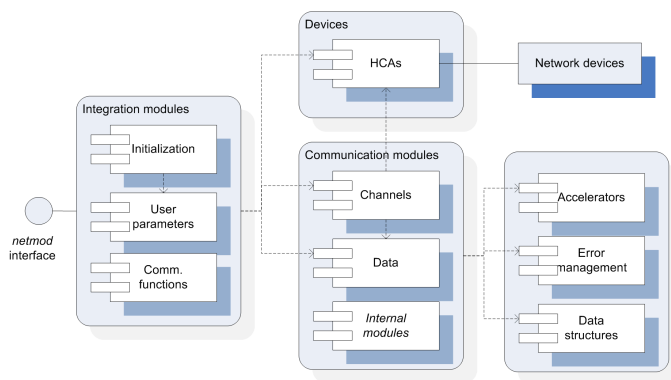 Devices
HCAs
Network devices
Integration modules
Initialization
User
parameters
Comm.
functions
netmod
interface
Communication modules
Channels
Data
Internal
modules
Accelerators
Error
management
Data
structures